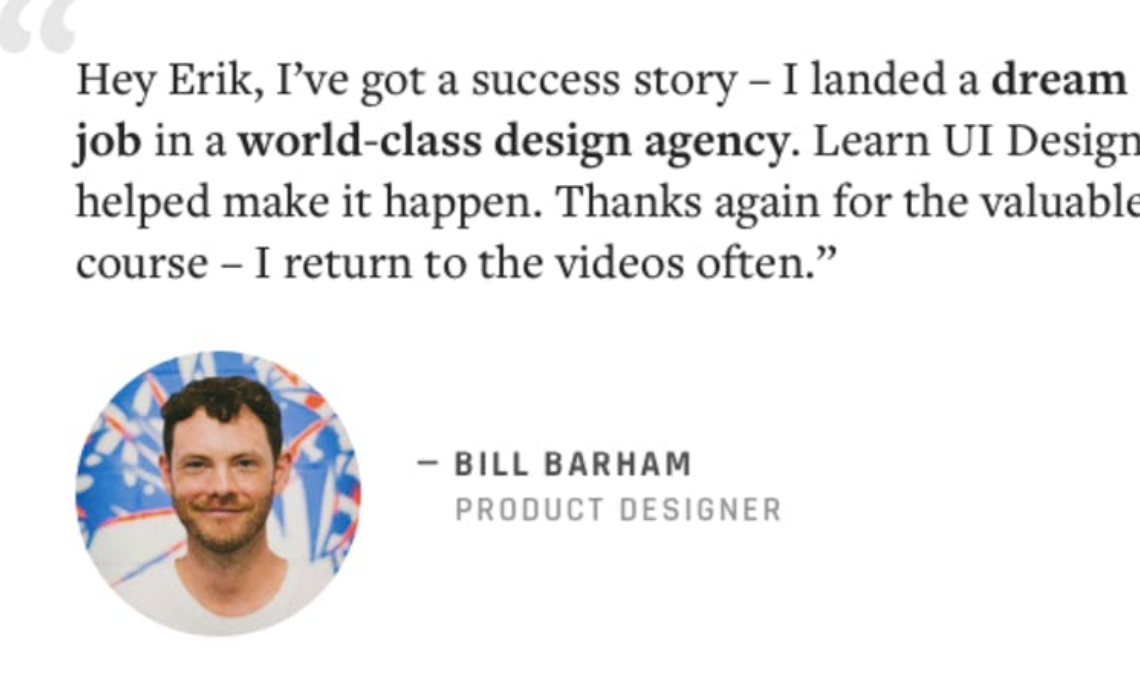 “
Hey Erik, I’ve got a success story – I landed a dream
job in a world-class design agency. Learn UI Design
helped make it happen. Thanks again for the valuable
course – I return to the videos often.”
– BILL BARHAM
PRODUCT DESIGNER